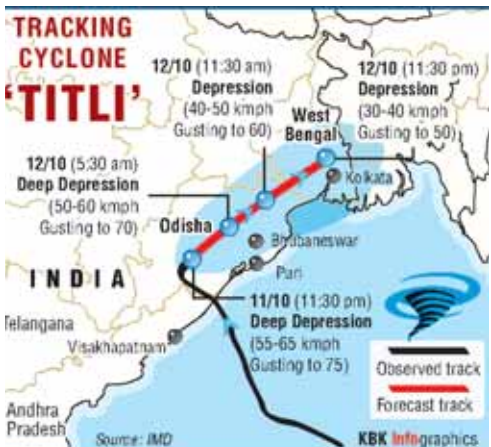 TRACKING
CYCLONE
'TITLI'
12/10 (11:30 am)
Depression
(40-50 kmph
Gusting to 60)
12/10 (11:30 pm)
Depression
(30-40 kmph
Gusting to 50)
West
Bengal
Kolkata
12/10 (5:30 am)
Deep Depression
(50-60 kmph
Gusting to 70)
Odisha
Bhubaneswar
Puri
INDIA
11/10 (11:30 pm)
Deep Depression
(55-65 kmph
Gusting to 75)
Telangana
Visakhapatnam
Observed track
Forecast track
Andhra
Pradesh
Source: IMD
KBK Infographics